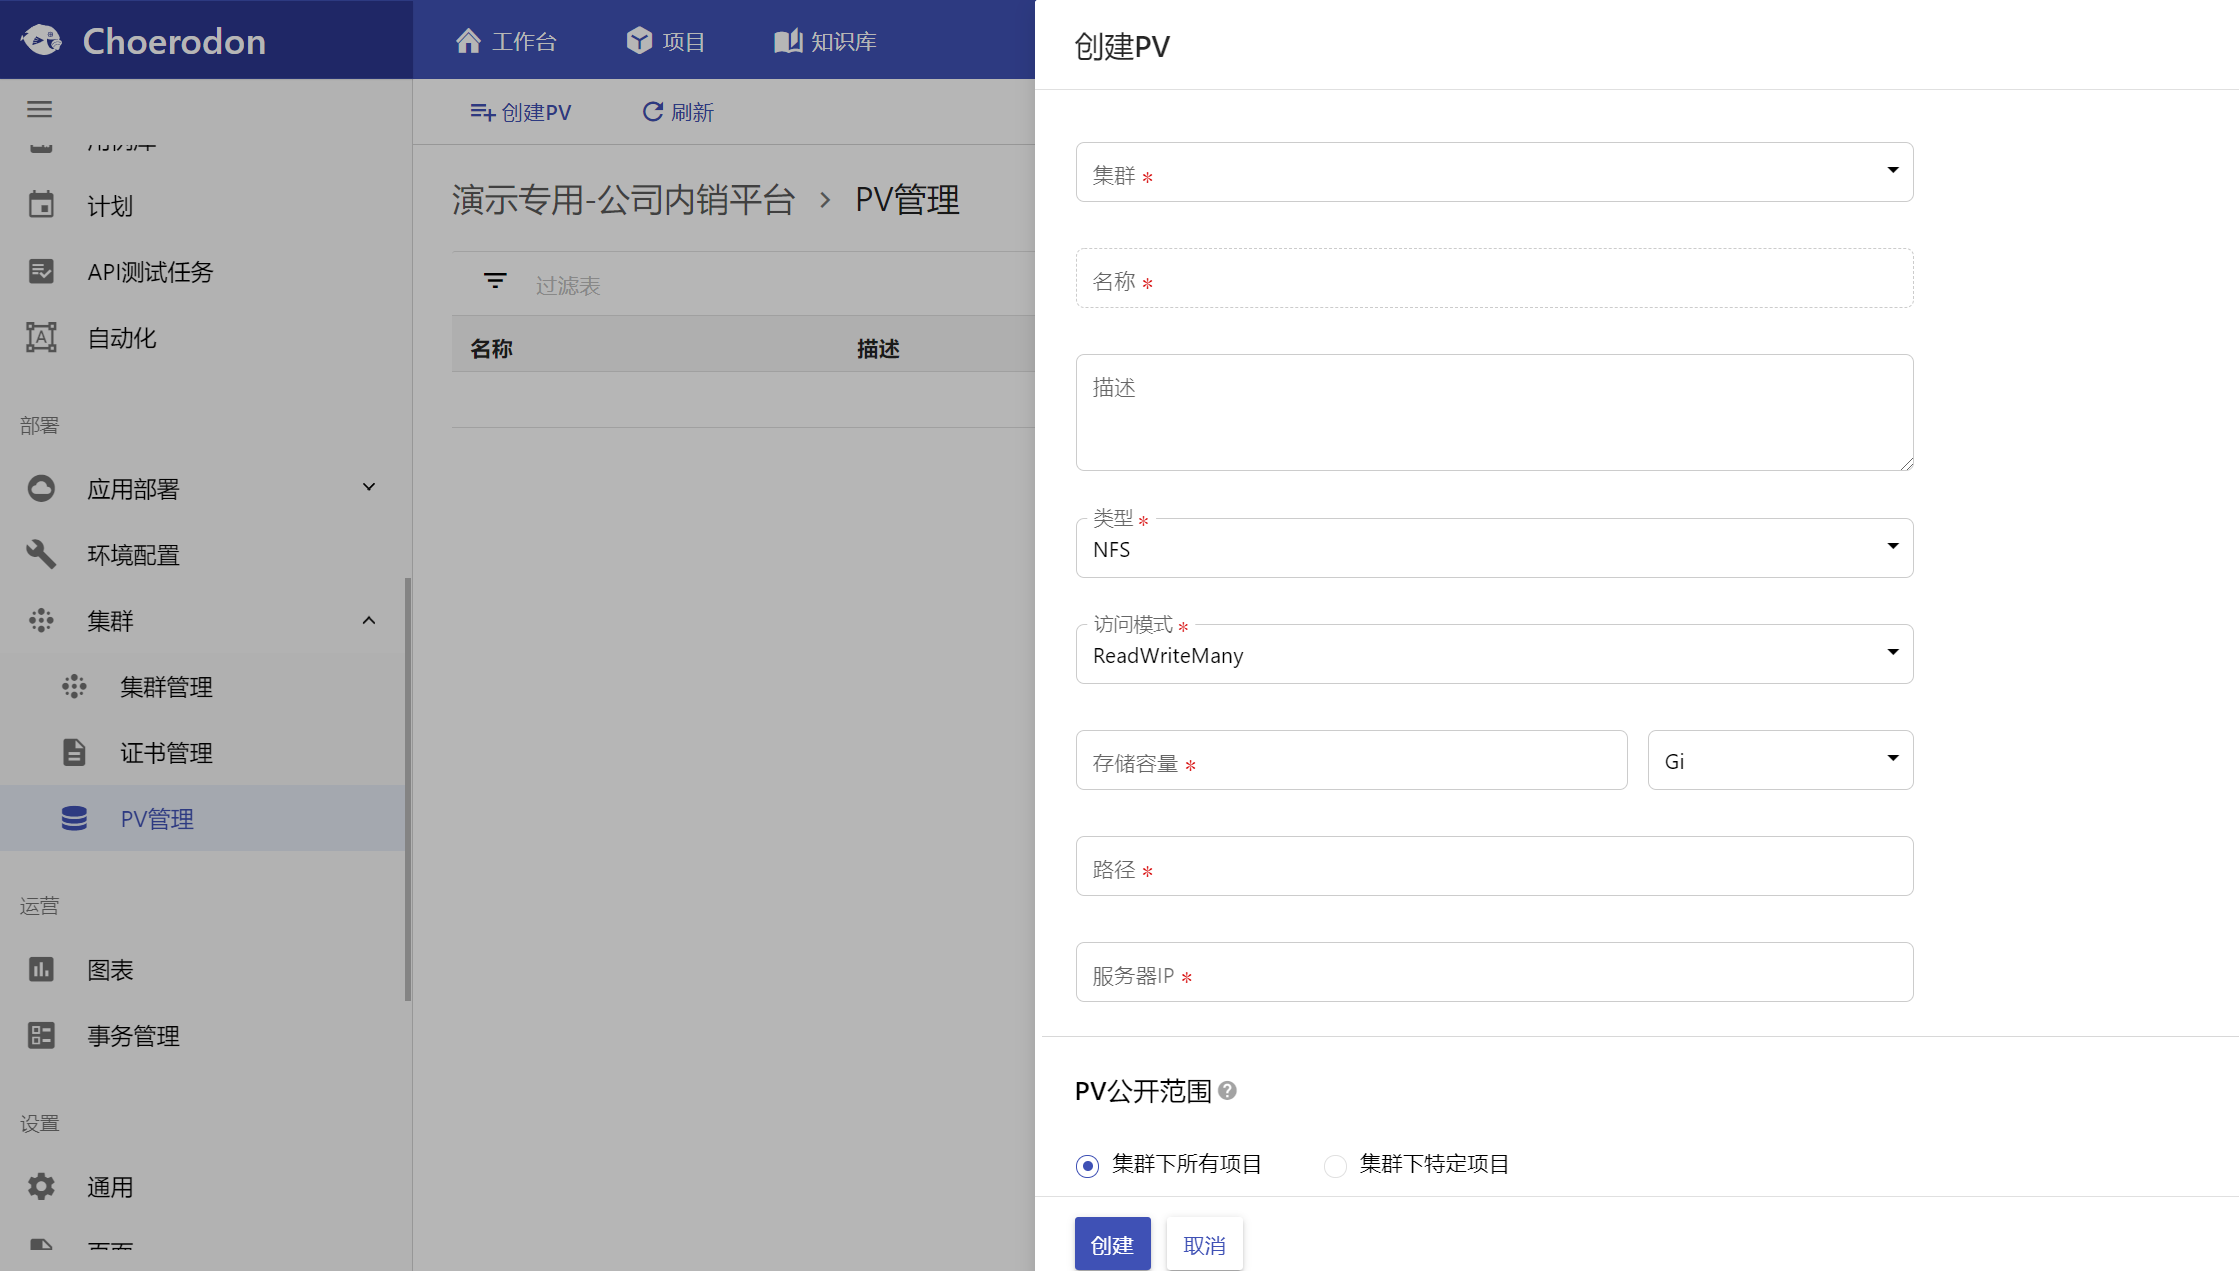 Choerodon
工作台
项目
知识库
用例库
计划
API测试任务
自动化
部署
应用部署
环境配置
集群
集群管理
证书管理
PV管理
运营
图表
事务管理
设置
通用
页面
创建PV
刷新
演示专用-公司内销平台 › PV管理
过滤表
名称
描述
创建PV
集群 *
名称 *
描述
类型 *
NFS
访问模式 *
ReadWriteMany
存储容量 *
Gi
路径 *
服务器IP *
PV公开范围
集群下所有项目
集群下特定项目
创建
取消